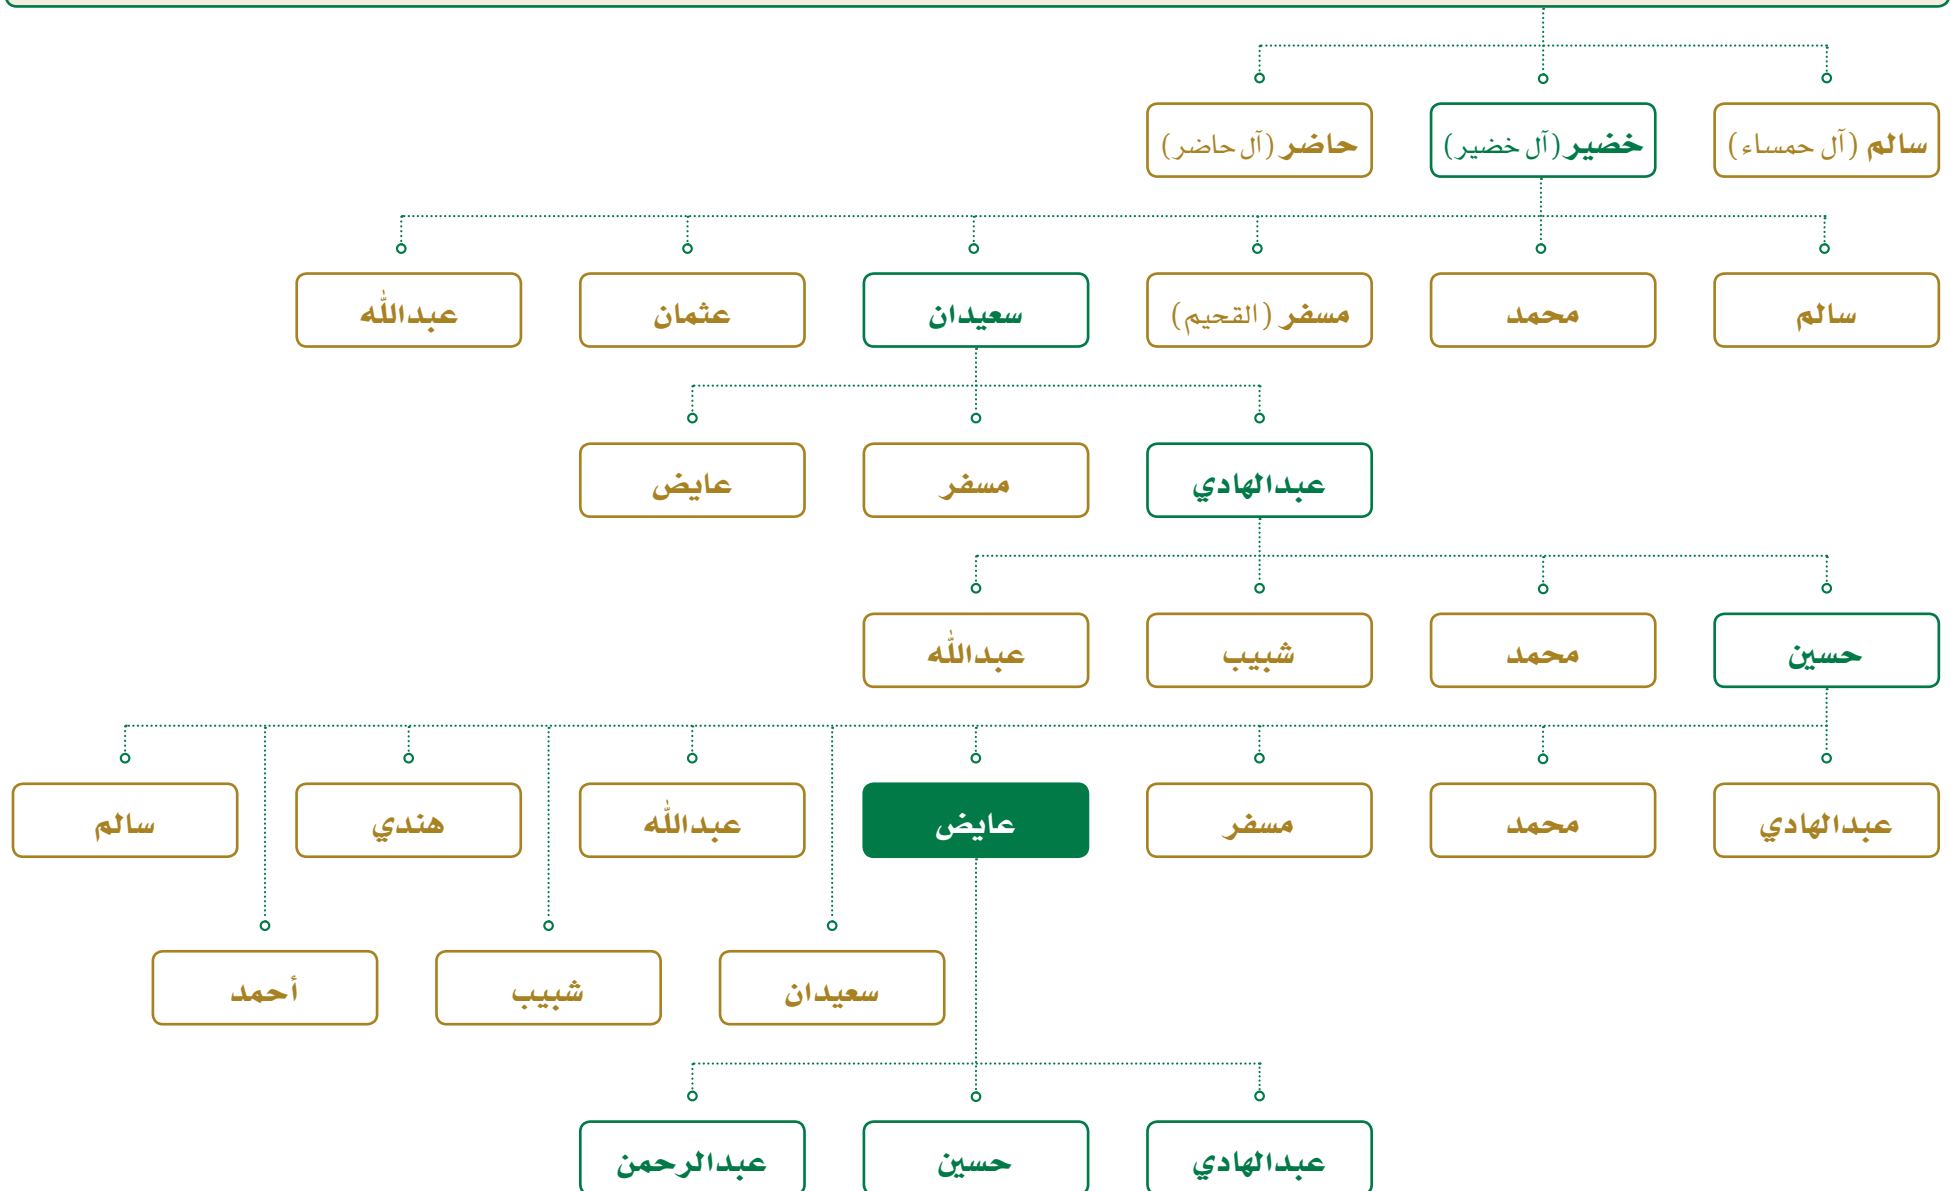 سالم (آل حمساء) خضير (آل خضير) حاضر (آل حاضر)
سالم محمد مسفر (القحيم) سعيدان عثمان عبدالله
عبدالهادي مسفر عايض
حسين محمد شبيب عبدالله
عبدالهادي محمد مسفر عايض عبدالله هندي سالم
سعيدان شبيب أحمد
عبدالهادي حسين عبدالرحمن